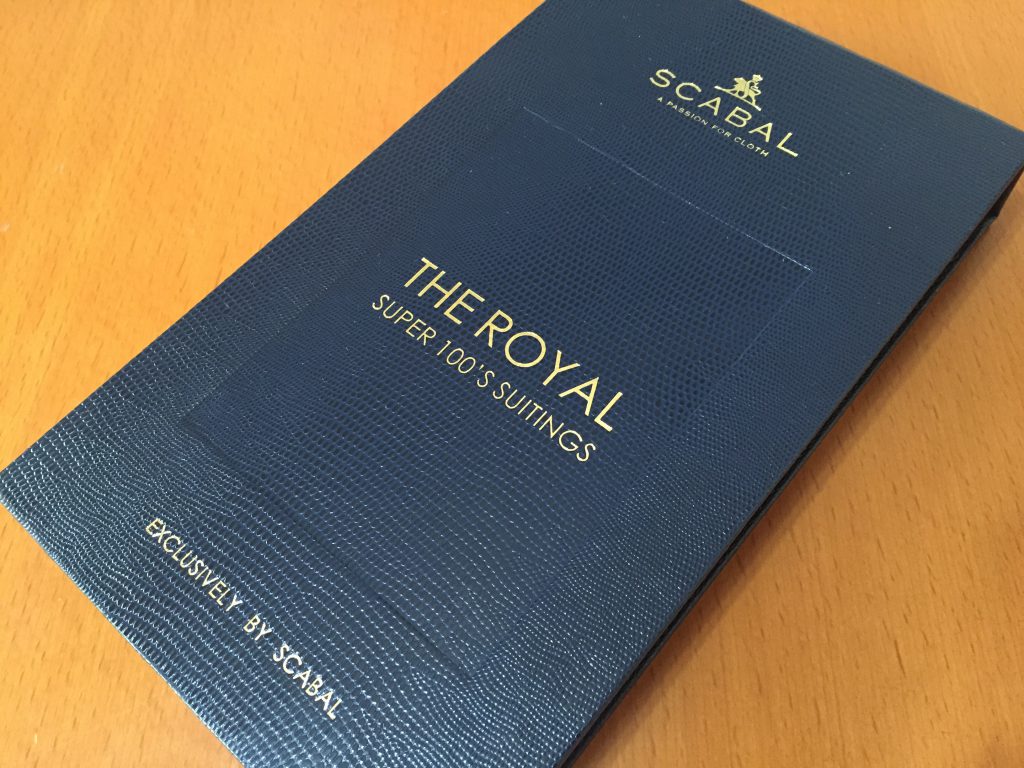 SCABAL
A PASSION FOR CLOTH
THE ROYAL
SUPER 100'S SUITINGS
EXCLUSIVELY BY SCABAL